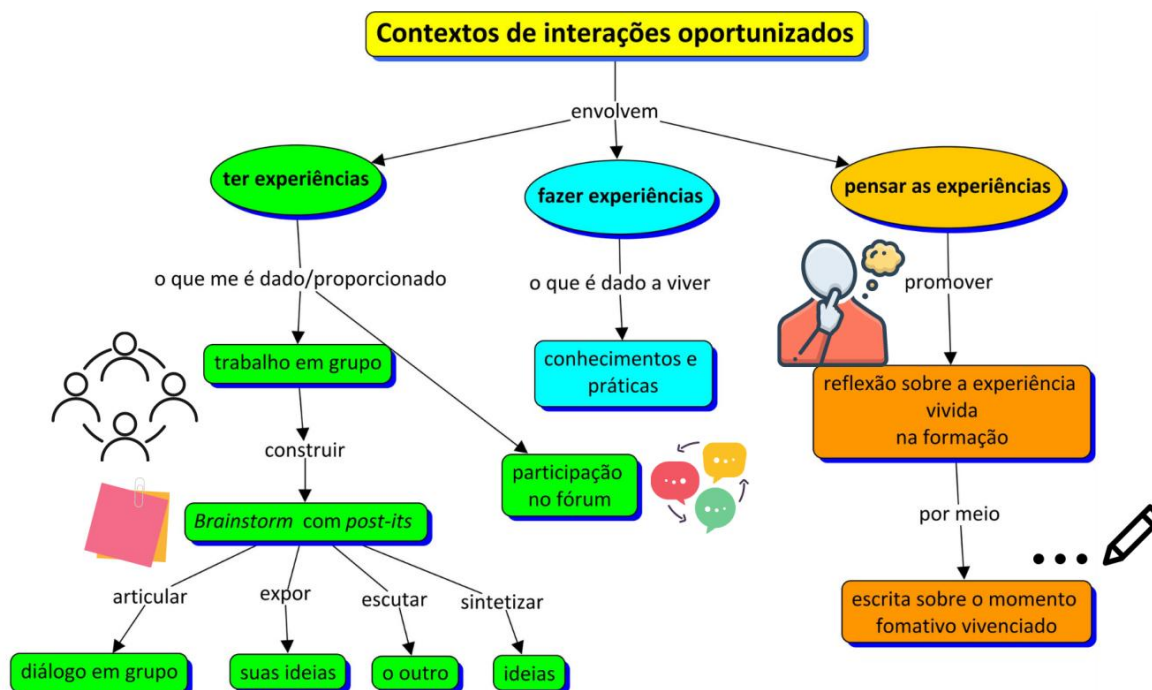 Contextos de interações oportunizados
envolvem
ter experiências
fazer experiências
pensar as experiências
o que me é dado/proporcionado
o que é dado a viver
promover
trabalho em grupo
conhecimentos e
práticas
reflexão sobre a experiência
vivida
na formação
construir
participação
no fórum
Brainstorm com post-its
por meio
articular
expor
escutar
sintetizar
escrita sobre o momento
fomativo vivenciado
diálogo em grupo
suas ideias
o outro
ideias